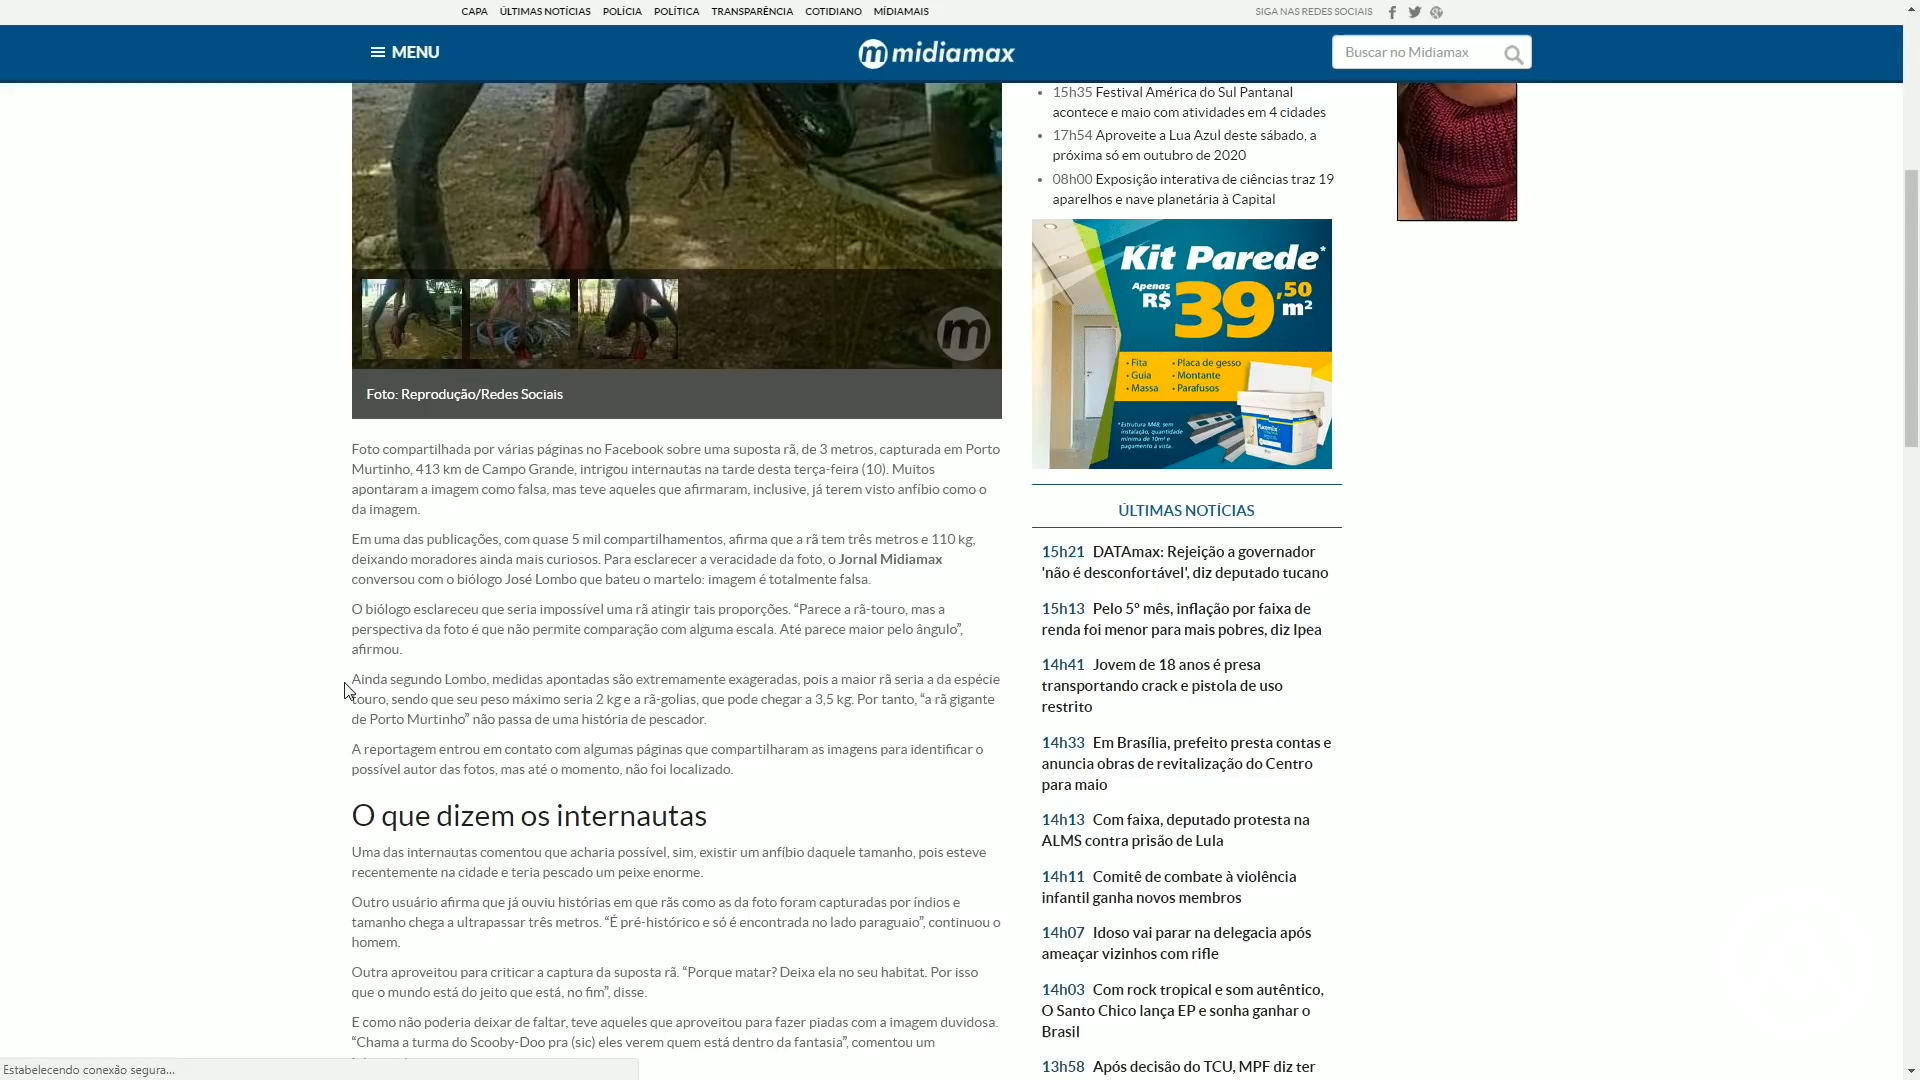 CAPA ÚLTIMAS NOTÍCIAS POLÍCIA POLÍTICA TRANSPARÊNCIA COTIDIANO MÍDIAMAIS
SIGA NAS REDES SOCIAIS
MENU
midiamax
Buscar no Midiamax
m
Foto: Reprodução/Redes Sociais
Foto compartilhada por várias páginas no Facebook sobre uma suposta rã, de 3 metros, capturada em Porto
Murtinho, 413 km de Campo Grande, intrigou internautas na tarde desta terça-feira (10). Muitos
apontaram a imagem como falsa, mas teve aqueles que afirmaram, inclusive, já terem visto anfíbio como o
da imagem.
Em uma das publicações, com quase 5 mil compartilhamentos, afirma que a rã tem três metros e 110 kg,
deixando moradores ainda mais curiosos. Para esclarecer a veracidade da foto, o Jornal Midiamax
conversou com o biólogo José Lombo que bateu o martelo: imagem é totalmente falsa.
O biólogo esclareceu que seria impossível uma rã atingir tais proporções. “Parece a rã-touro, mas a
perspectiva da foto é que não permite comparação com alguma escala. Até parece maior pelo ângulo”,
afirmou.
Ainda segundo Lombo, medidas apontadas são extremamente exageradas, pois a maior rã seria a da espécie
touro, sendo que seu peso máximo seria 2 kg e a rã-golias, que pode chegar a 3,5 kg. Por tanto, “a rã gigante
de Porto Murtinho” não passa de uma história de pescador.
A reportagem entrou em contato com algumas páginas que compartilharam as imagens para identificar o
possível autor das fotos, mas até o momento, não foi localizado.
O que dizem os internautas
Uma das internautas comentou que acharia possível, sim, existir um anfíbio daquele tamanho, pois esteve
recentemente na cidade e teria pescado um peixe enorme.
Outro usuário afirma que já ouviu histórias em que rãs como as da foto foram capturadas por índios e
tamanho chega a ultrapassar três metros. “É pré-histórico e só é encontrada no lado paraguaio”, continuou o
homem.
Outra aproveitou para criticar a captura da suposta rã. “Porque matar? Deixa ela no seu habitat. Por isso
que o mundo está do jeito que está, no fim”, disse.
E como não poderia deixar de faltar, teve aqueles que aproveitou para fazer piadas com a imagem duvidosa.
“Chama a turma do Scooby-Doo pra (sic) eles verem quem está dentro da fantasia”, comentou um
15h35 Festival América do Sul Pantanal
acontece e maio com atividades em 4 cidades
17h54 Aproveite a Lua Azul deste sábado, a
próxima só em outubro de 2020
08h00 Exposição interativa de ciências traz 19
aparelhos e nave planetária à Capital
Kit Parede*
Apenas
R$ 39,50 m²
• Fita • Placa de gesso
• Guia • Montante
• Massa • Parafusos
*Estrutura M48, sem
instalação, quantidade
mínima de 10m² e
pagamento à vista.
ÚLTIMAS NOTÍCIAS
15h21 DATAmax: Rejeição a governador
'não é desconfortável', diz deputado tucano
15h13 Pelo 5º mês, inflação por faixa de
renda foi menor para mais pobres, diz Ipea
14h41 Jovem de 18 anos é presa
transportando crack e pistola de uso
restrito
14h33 Em Brasília, prefeito presta contas e
anuncia obras de revitalização do Centro
para maio
14h13 Com faixa, deputado protesta na
ALMS contra prisão de Lula
14h11 Comitê de combate à violência
infantil ganha novos membros
14h07 Idoso vai parar na delegacia após
ameaçar vizinhos com rifle
14h03 Com rock tropical e som autêntico,
O Santo Chico lança EP e sonha ganhar o
Brasil
13h58 Após decisão do TCU, MPF diz ter
Estabelecendo conexão segura...